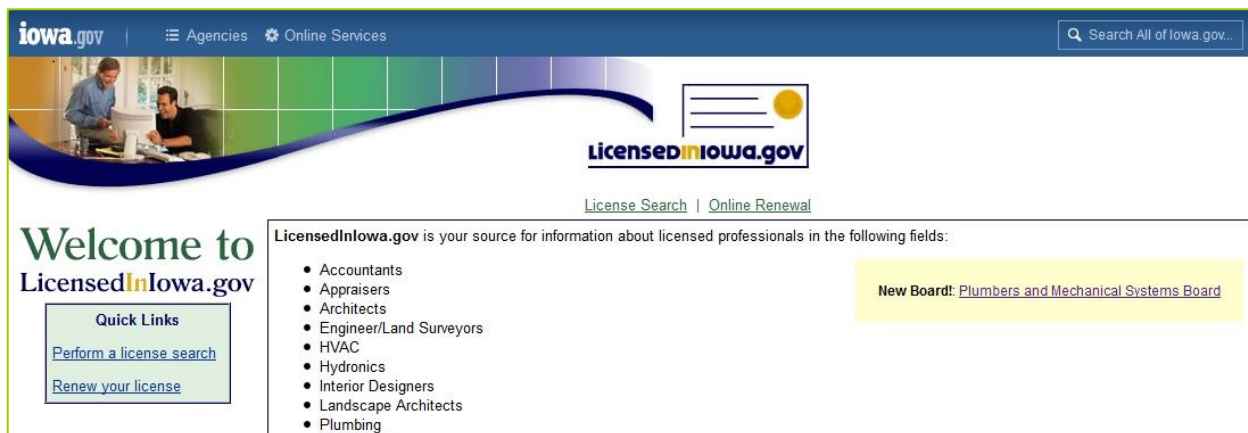 iowa.gov
Agencies
Online Services
Search All of Iowa.gov...
LicensedInIowa.gov
License Search | Online Renewal
Welcome to
LicensedInIowa.gov
Quick Links
Perform a license search
Renew your license
LicensedInIowa.gov is your source for information about licensed professionals in the following fields:
• Accountants
• Appraisers
• Architects
• Engineer/Land Surveyors
• HVAC
• Hydronics
• Interior Designers
• Landscape Architects
• Plumbing
New Board!: Plumbers and Mechanical Systems Board